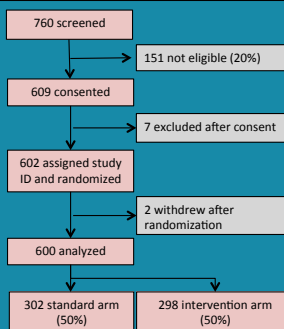 760 screened
151 not eligible (20%)
609 consented
7 excluded after consent
602 assigned study
ID and randomized
2 withdrew after
randomization
600 analyzed
302 standard arm
(50%)
298 intervention arm
(50%)